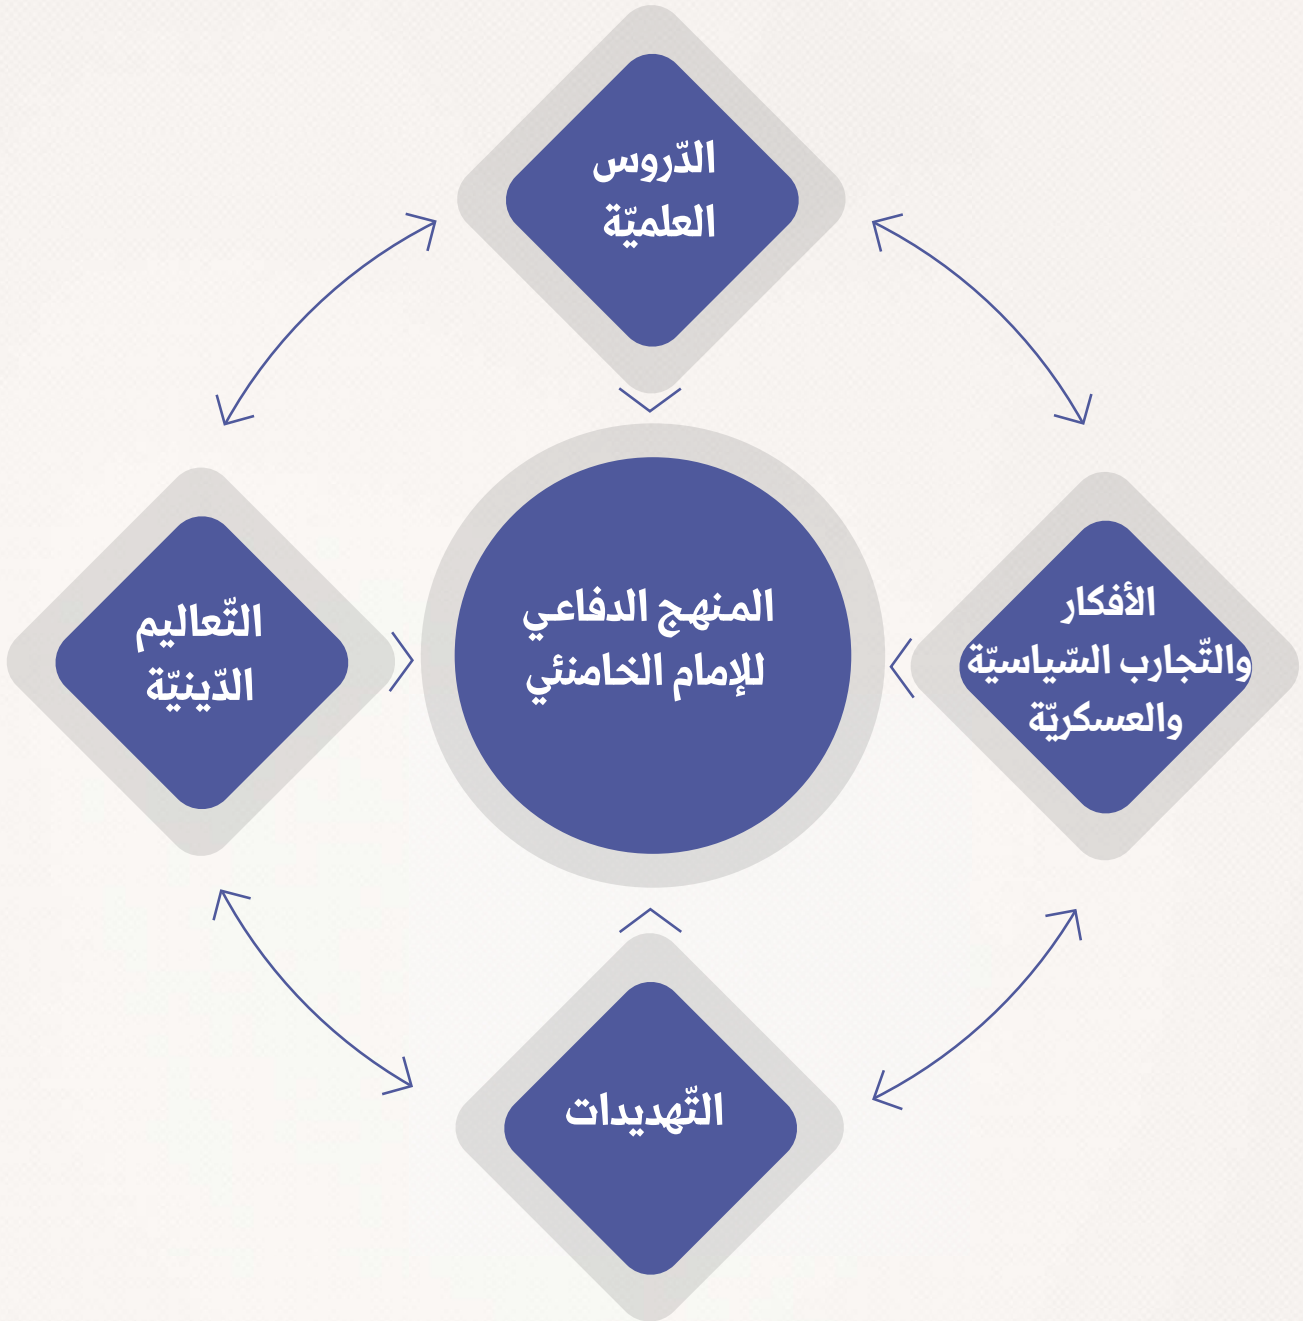 الدّروس
العلميّة
الأفكار
والتّجارب السّياسيّة
والعسكريّة
المنهج الدفاعي
للإمام الخامنئي
التّعاليم
الدّينيّة
التّهديدات